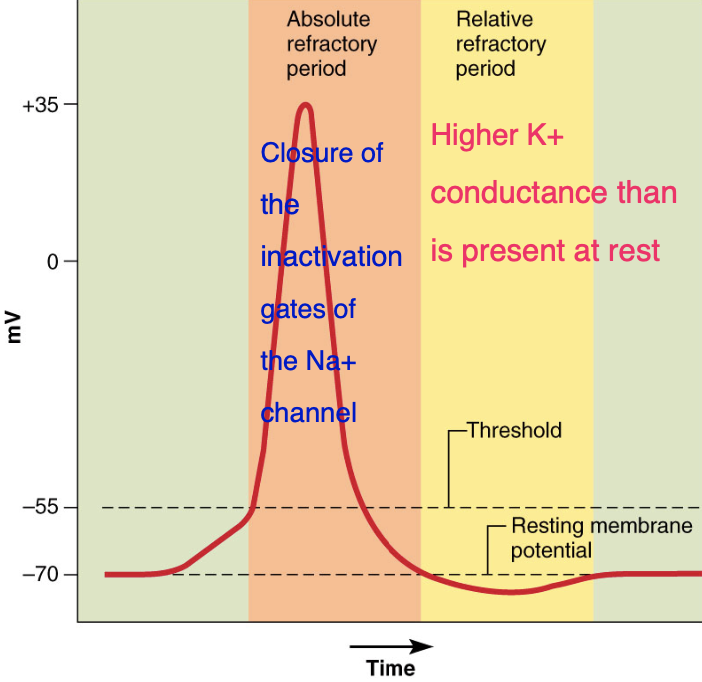 Absolute
refractory
period
Relative
refractory
period
+35
Closure of
the
inactivation
gates of
the Na+
channel
Higher K+
conductance than
is present at rest
0
mV
Threshold
–55
Resting membrane
potential
–70
Time